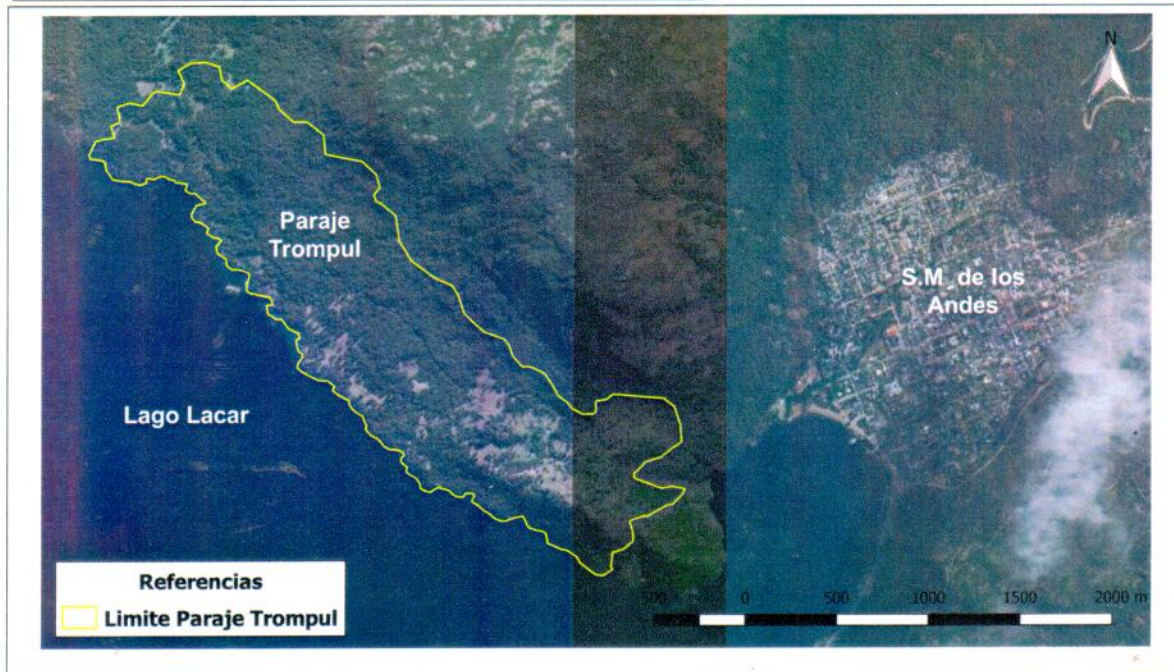 N
Paraje
Trompul
S.M. de los
Andes
Lago Lacar
Referencias
Limite Paraje Trompul
500 0 500 1000 1500 2000 m